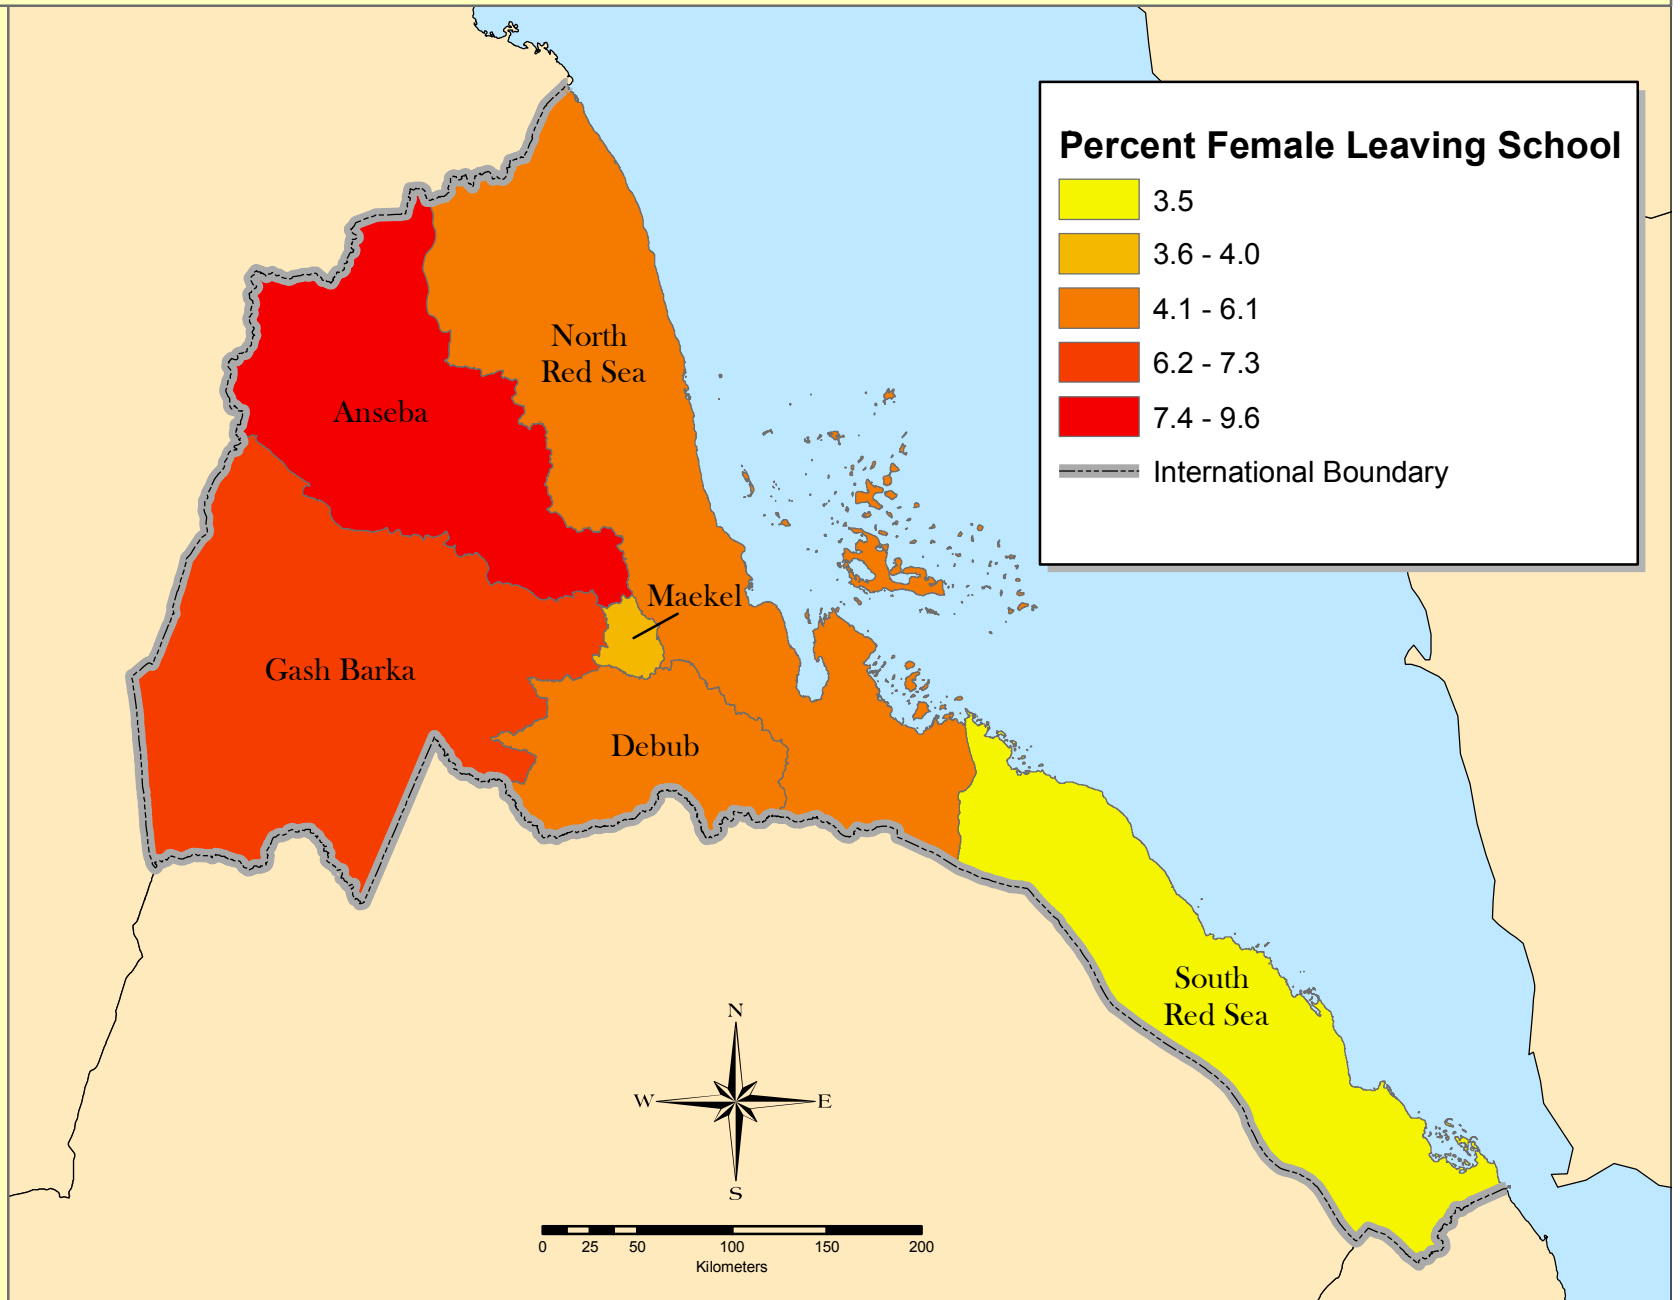 Percent Female Leaving School
3.5
3.6 - 4.0
4.1 - 6.1
6.2 - 7.3
7.4 - 9.6
International Boundary
North
Red Sea
Anseba
Maekel
Gash Barka
Debub
South
Red Sea
N
W E
S
0 25 50 100 150 200
Kilometers